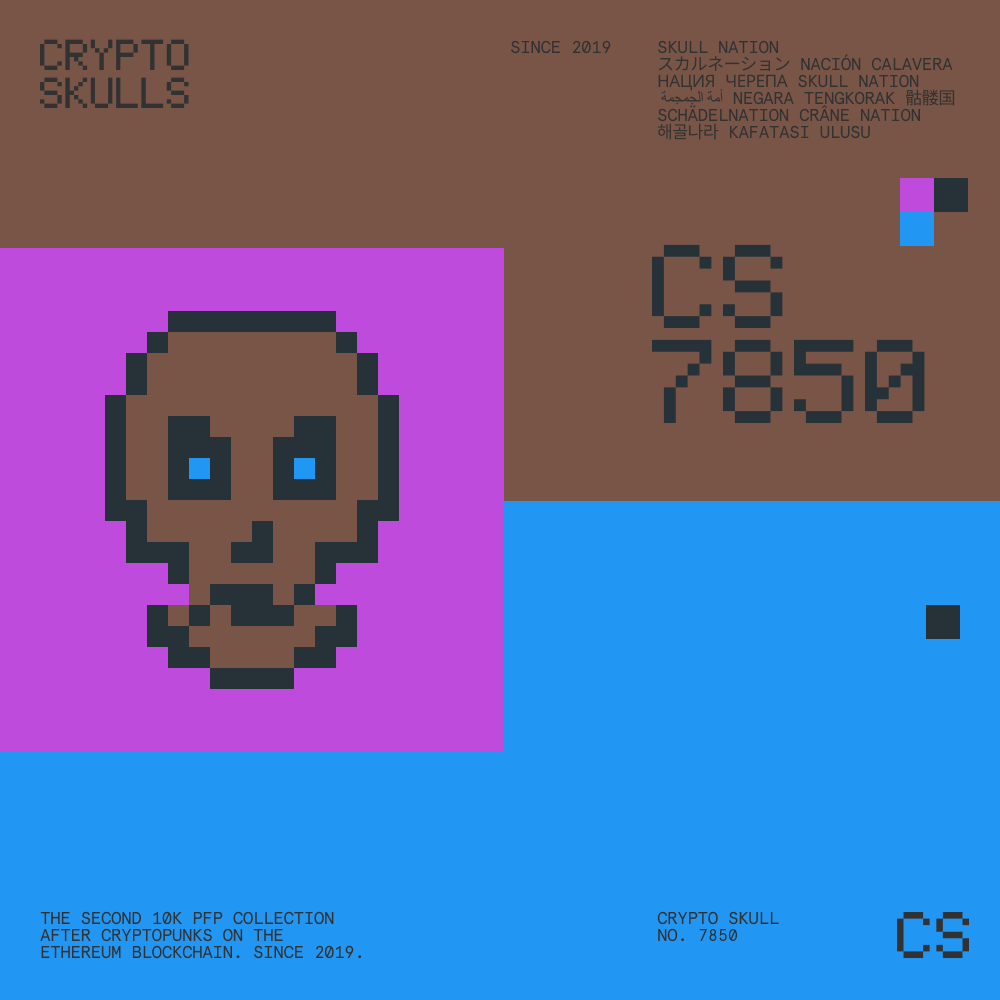 CRYPTO
SKULLS
SINCE 2019
SKULL NATION
スカルネーション NACIÓN CALAVERA
НАЦИЯ ЧЕРЕПА SKULL NATION
أمة الجمجمة NEGARA TENGKORAK 骷髅国
SCHÄDELNATION CRÂNE NATION
해골나라 KAFATASI ULUSU
CS
7850
THE SECOND 10K PFP COLLECTION
AFTER CRYPTOPUNKS ON THE
ETHEREUM BLOCKCHAIN. SINCE 2019.
CRYPTO SKULL
NO. 7850
CS